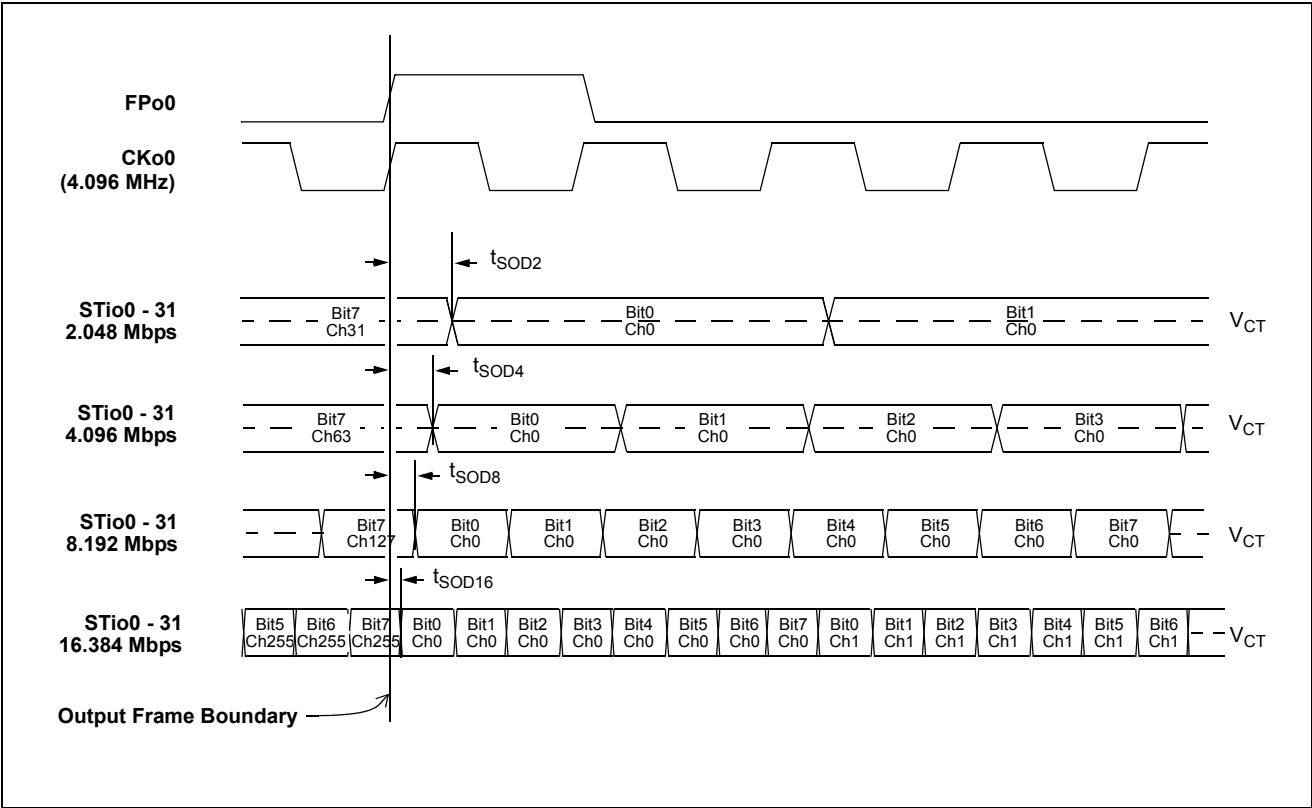 FPo0
CKo0
(4.096 MHz)
tSOD2
STio0 - 31
2.048 Mbps
Bit7
Ch31
Bit0
Ch0
Bit1
Ch0
VCT
tSOD4
STio0 - 31
4.096 Mbps
Bit7
Ch63
Bit0
Ch0
Bit1
Ch0
Bit2
Ch0
Bit3
Ch0
VCT
tSOD8
STio0 - 31
8.192 Mbps
Bit7
Ch127
Bit0
Ch0
Bit1
Ch0
Bit2
Ch0
Bit3
Ch0
Bit4
Ch0
Bit5
Ch0
Bit6
Ch0
Bit7
Ch0
VCT
tSOD16
STio0 - 31
16.384 Mbps
Bit5
Ch255
Bit6
Ch255
Bit7
Ch255
Bit0
Ch0
Bit1
Ch0
Bit2
Ch0
Bit3
Ch0
Bit4
Ch0
Bit5
Ch0
Bit6
Ch0
Bit7
Ch0
Bit0
Ch1
Bit1
Ch1
Bit2
Ch1
Bit3
Ch1
Bit4
Ch1
Bit5
Ch1
Bit6
Ch1
VCT
Output Frame Boundary